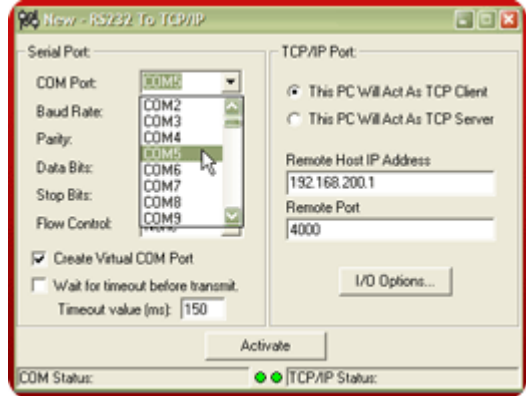 New - RS232 To TCP/IP
Serial Port:
COM Port:
COM5
COM2
COM3
COM4
COM5
COM6
COM7
COM8
COM9
Baud Rate:
Parity:
Data Bits:
Stop Bits:
Flow Control:
None
Create Virtual COM Port
Wait for timeout before transmit.
Timeout value (ms):
150
TCP/IP Port:
This PC Will Act As TCP Client
This PC Will Act As TCP Server
Remote Host IP Address
192.168.200.1
Remote Port
4000
I/O Options...
Activate
COM Status:
TCP/IP Status: